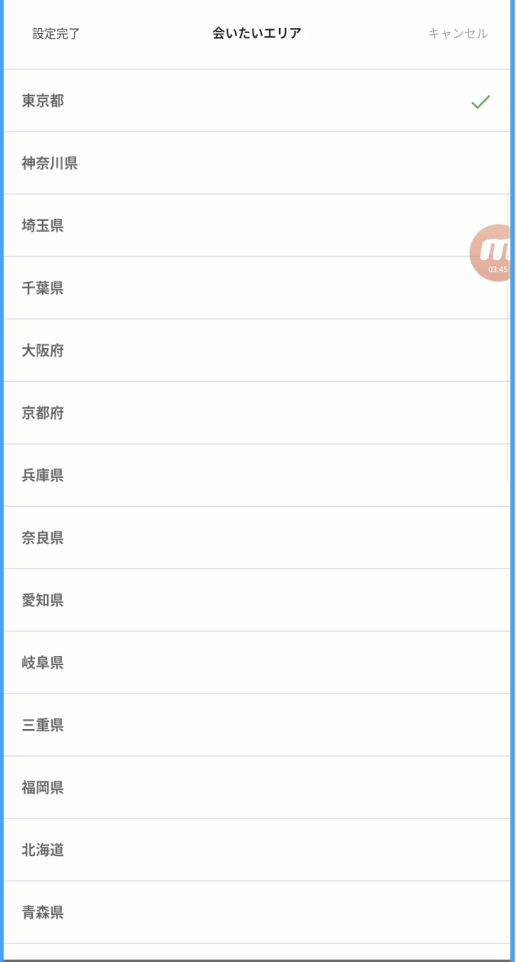 設定完了 会いたいエリア キャンセル
東京都
神奈川県
埼玉県
03:45
千葉県
大阪府
京都府
兵庫県
奈良県
愛知県
岐阜県
三重県
福岡県
北海道
青森県